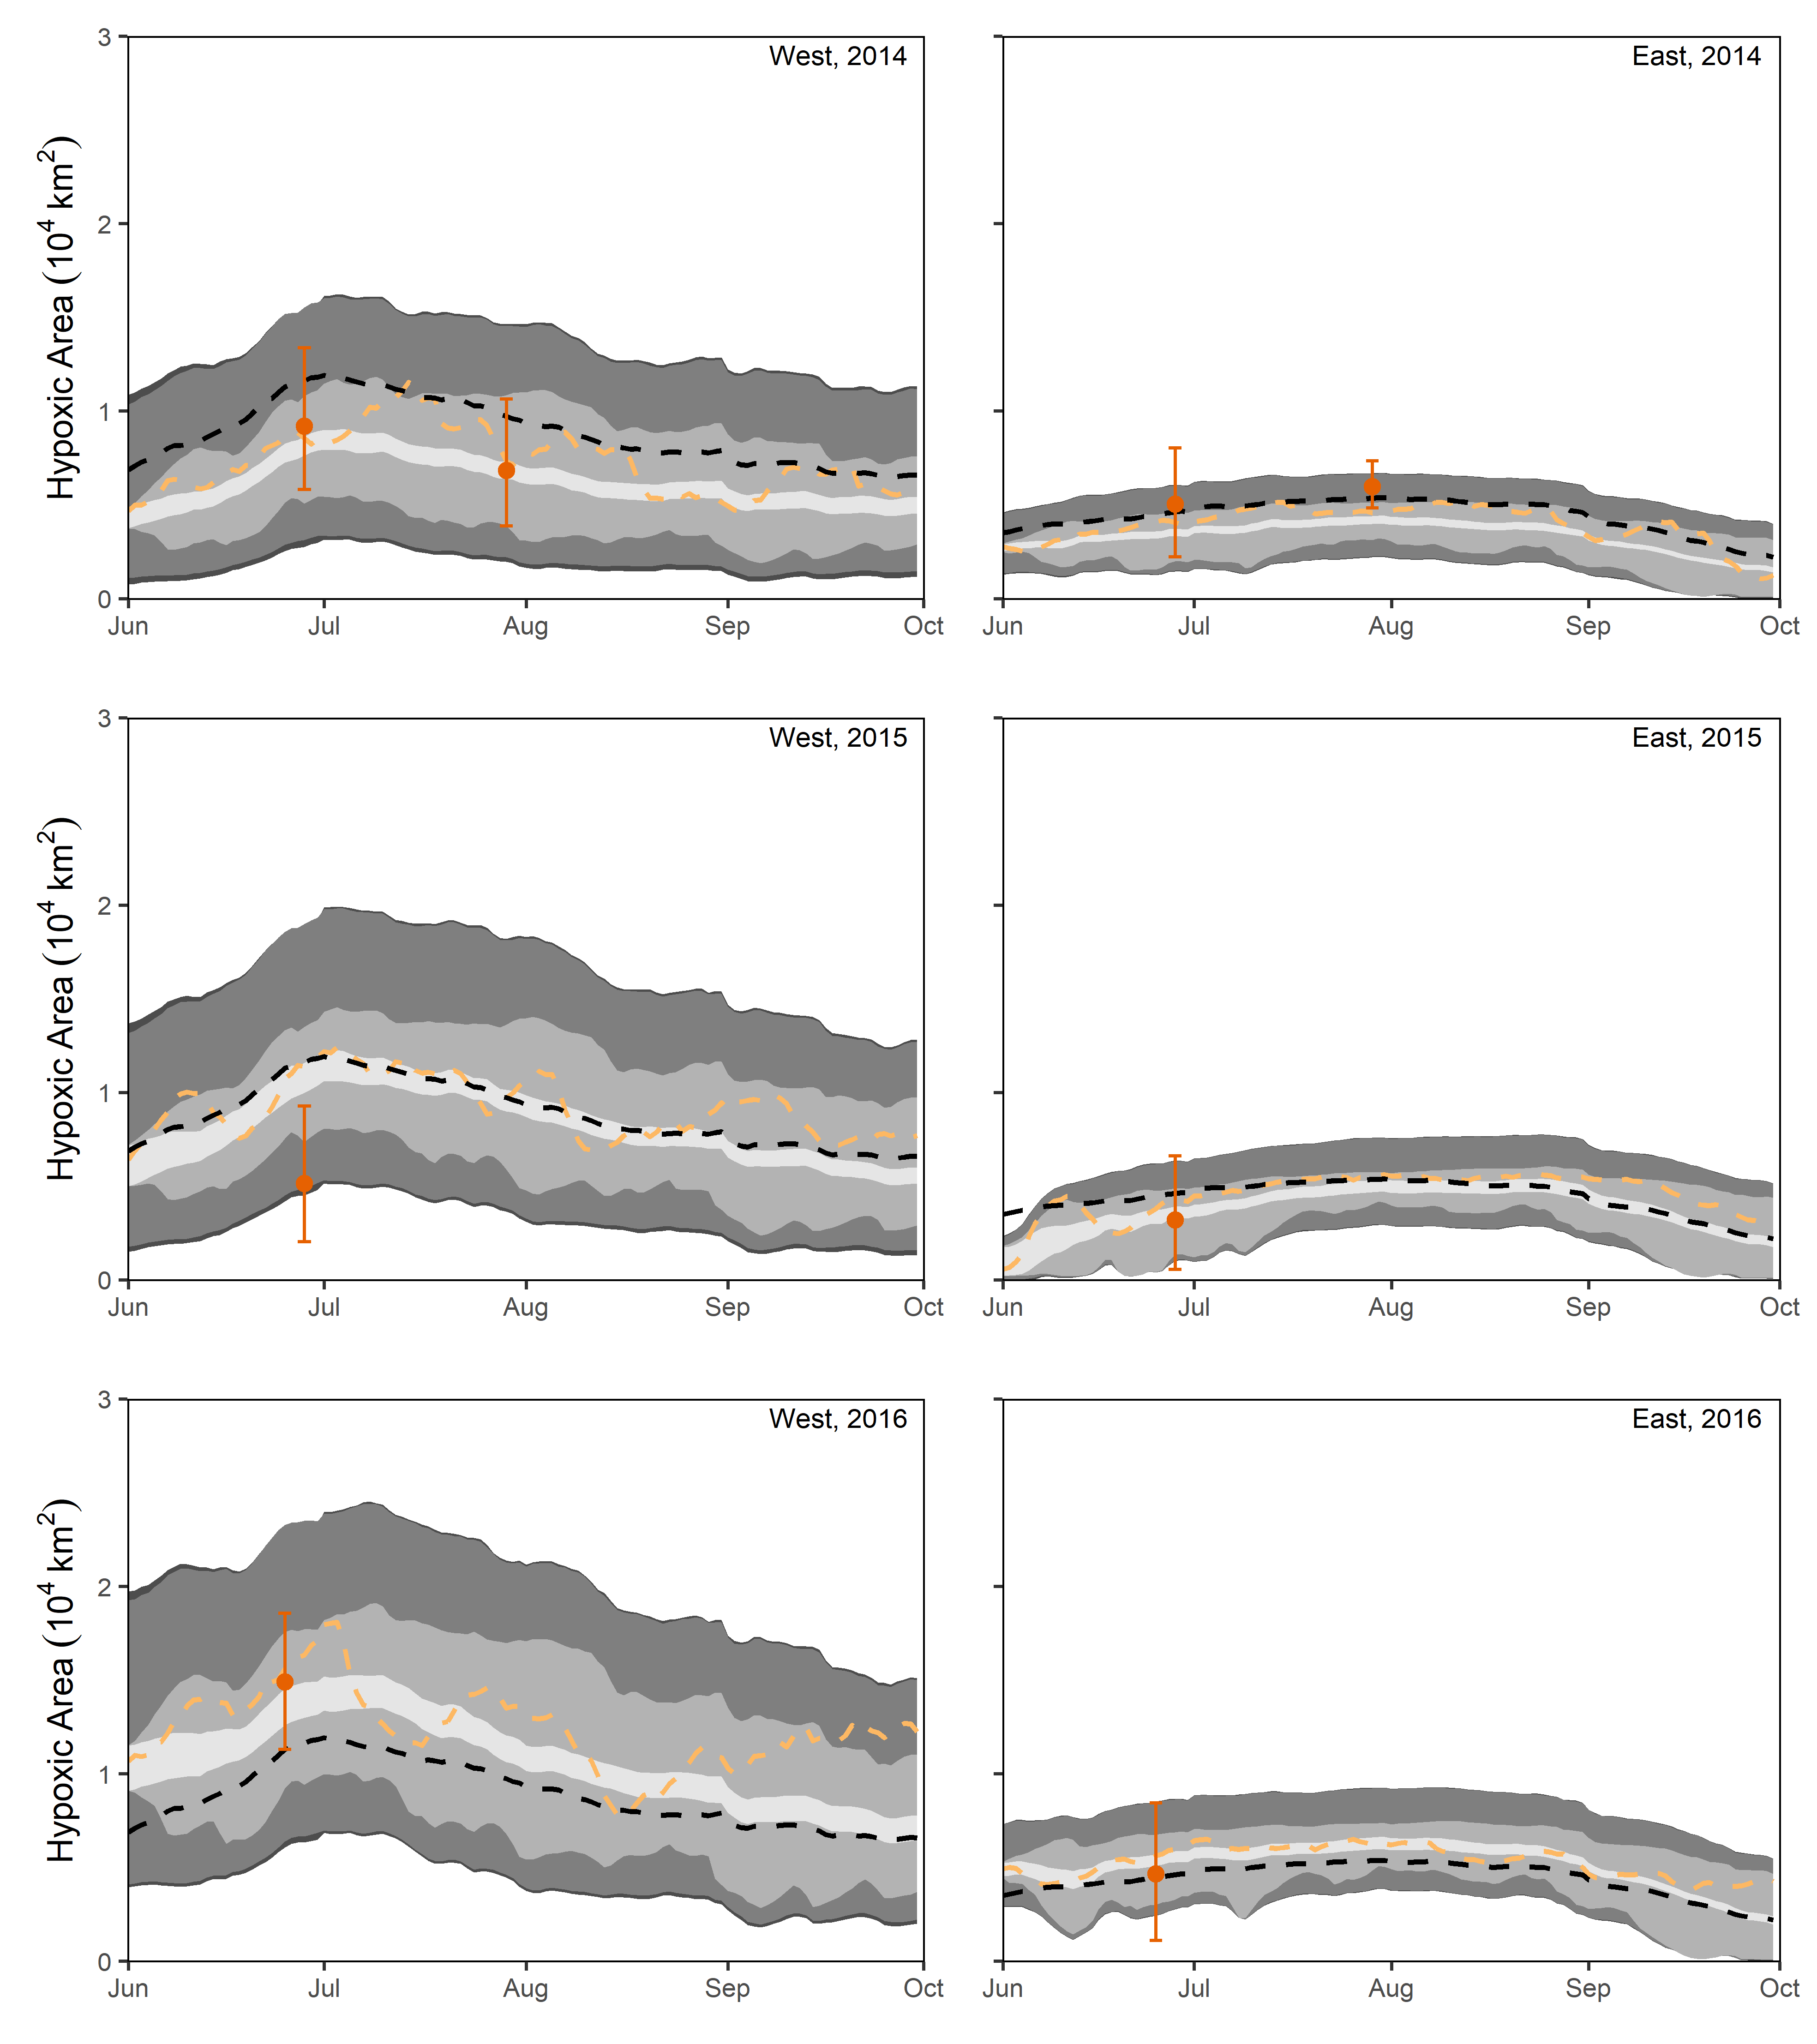 West, 2014
East, 2014
Hypoxic Area (10⁴ km²)
3
2
1
0
Jun Jul Aug Sep Oct
Jun Jul Aug Sep Oct
West, 2015
East, 2015
Hypoxic Area (10⁴ km²)
3
2
1
0
Jun Jul Aug Sep Oct
Jun Jul Aug Sep Oct
West, 2016
East, 2016
Hypoxic Area (10⁴ km²)
3
2
1
0
Jun Jul Aug Sep Oct
Jun Jul Aug Sep Oct